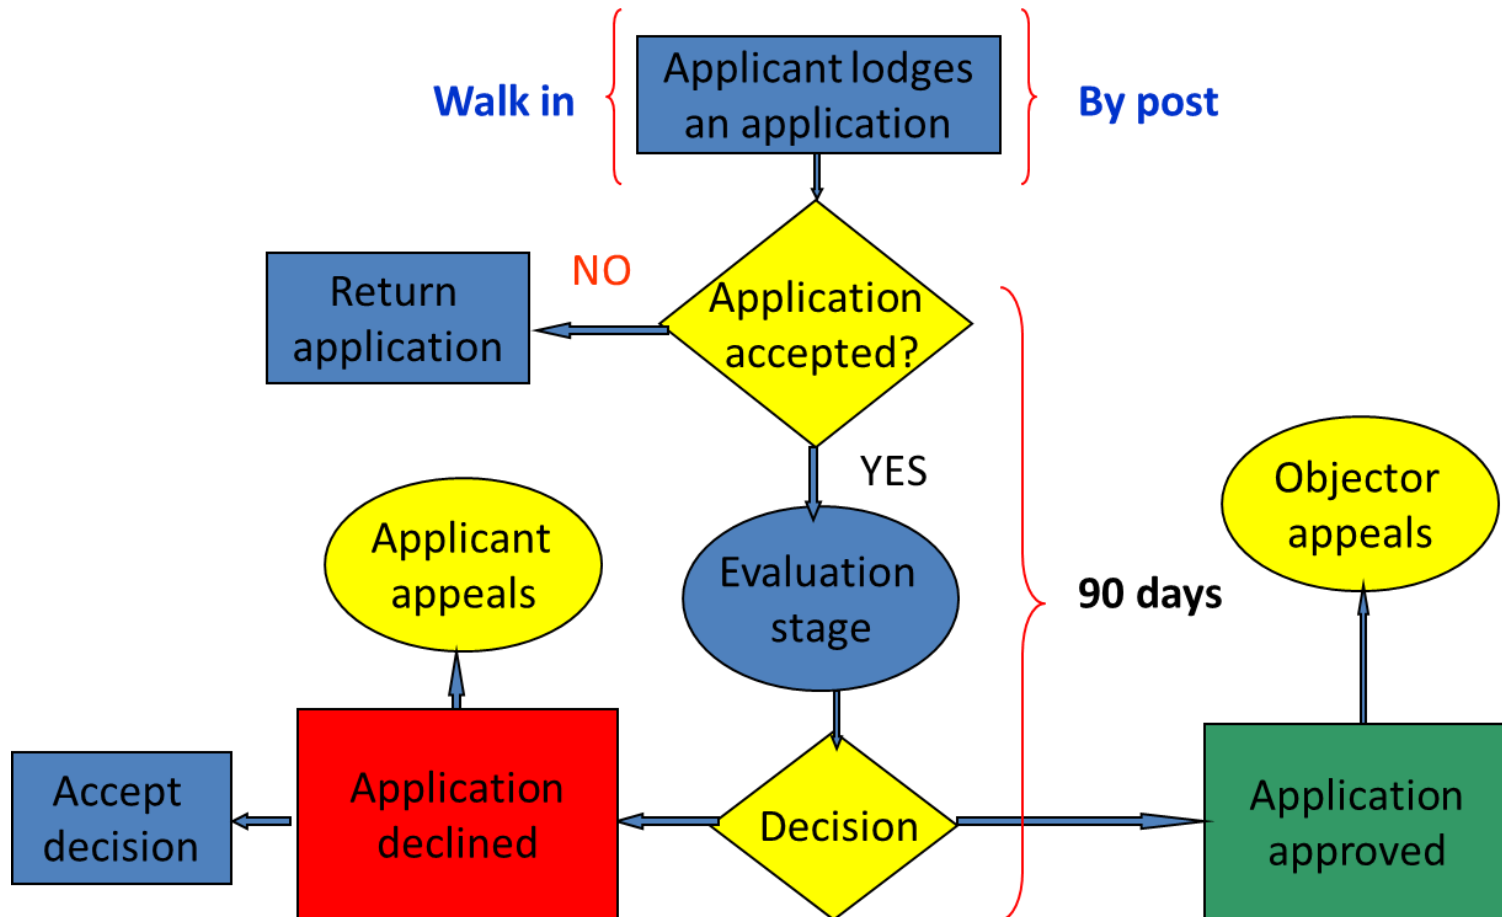 Walk in
Applicant lodges
an application
By post
NO
Return
application
Application
accepted?
YES
Applicant
appeals
Evaluation
stage
90 days
Objector
appeals
Accept
decision
Application
declined
Decision
Application
approved